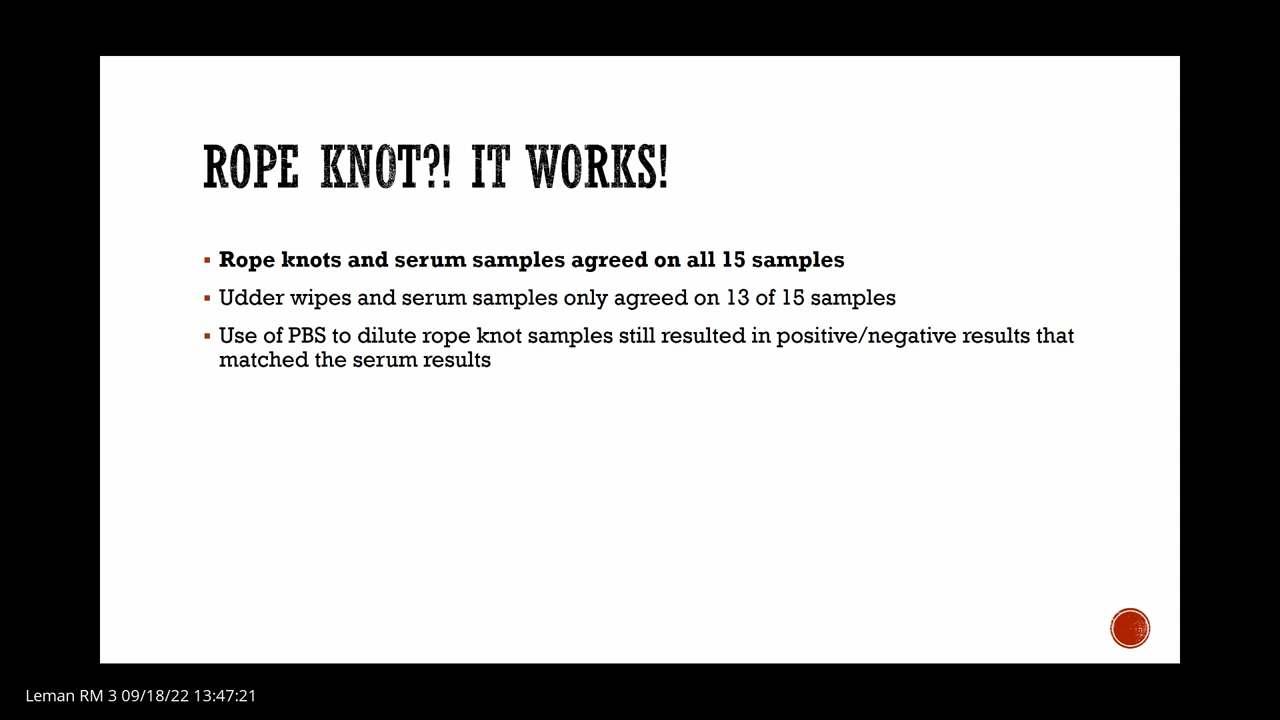 ROPE KNOT?! IT WORKS!
▪ Rope knots and serum samples agreed on all 15 samples
▪ Udder wipes and serum samples only agreed on 13 of 15 samples
▪ Use of PBS to dilute rope knot samples still resulted in positive/negative results that
matched the serum results
Leman RM 3 09/18/22 13:47:21